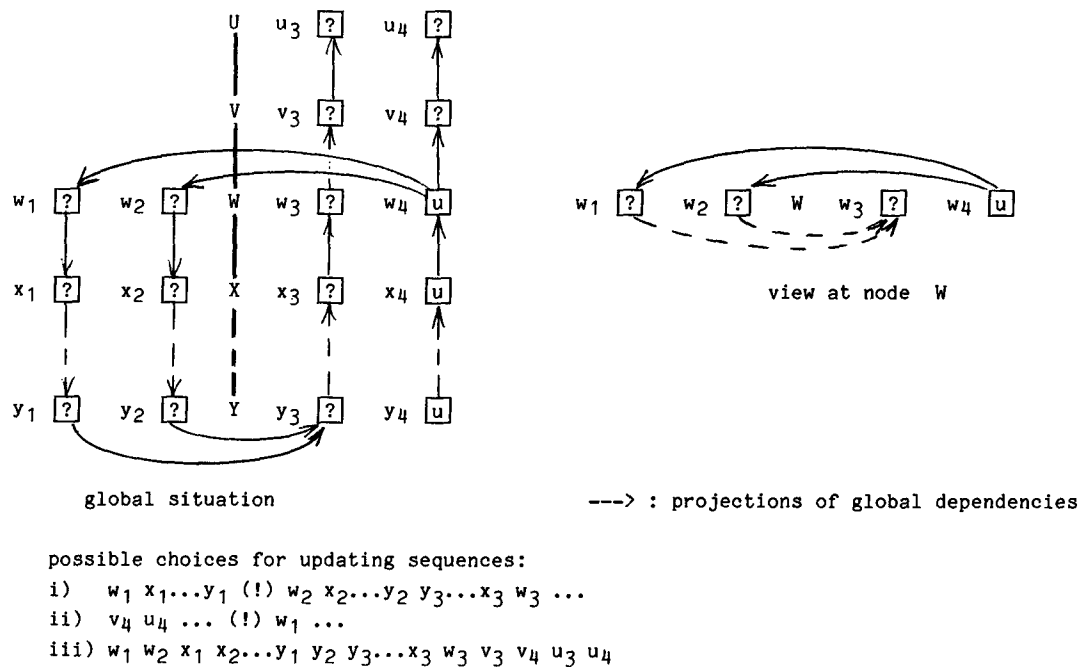 U u3 ? u4 ?
V v3 ? v4 ?
w1 ? w2 ? W w3 ? w4 u
w1 ? w2 ? W w3 ? w4 u
x1 ? x2 ? X x3 ? x4 u
view at node W
y1 ? y2 ? Y y3 ? y4 u
global situation
---> : projections of global dependencies
possible choices for updating sequences:
i) w1 x1...y1 (!) w2 x2...y2 y3...x3 w3 ...
ii) v4 u4 ... (!) w1 ...
iii) w1 w2 x1 x2...y1 y2 y3...x3 w3 v3 v4 u3 u4